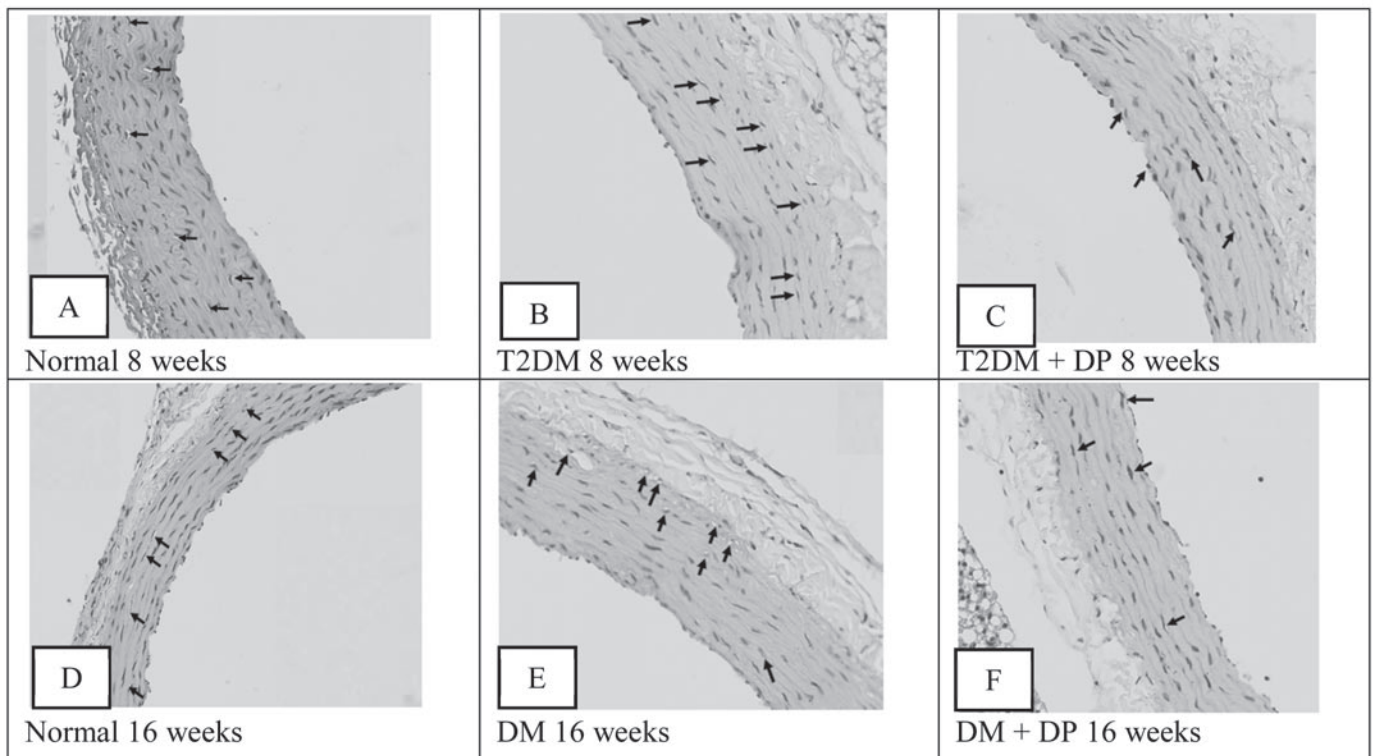 A
Normal 8 weeks
B
T2DM 8 weeks
C
T2DM + DP 8 weeks
D
Normal 16 weeks
E
DM 16 weeks
F
DM + DP 16 weeks